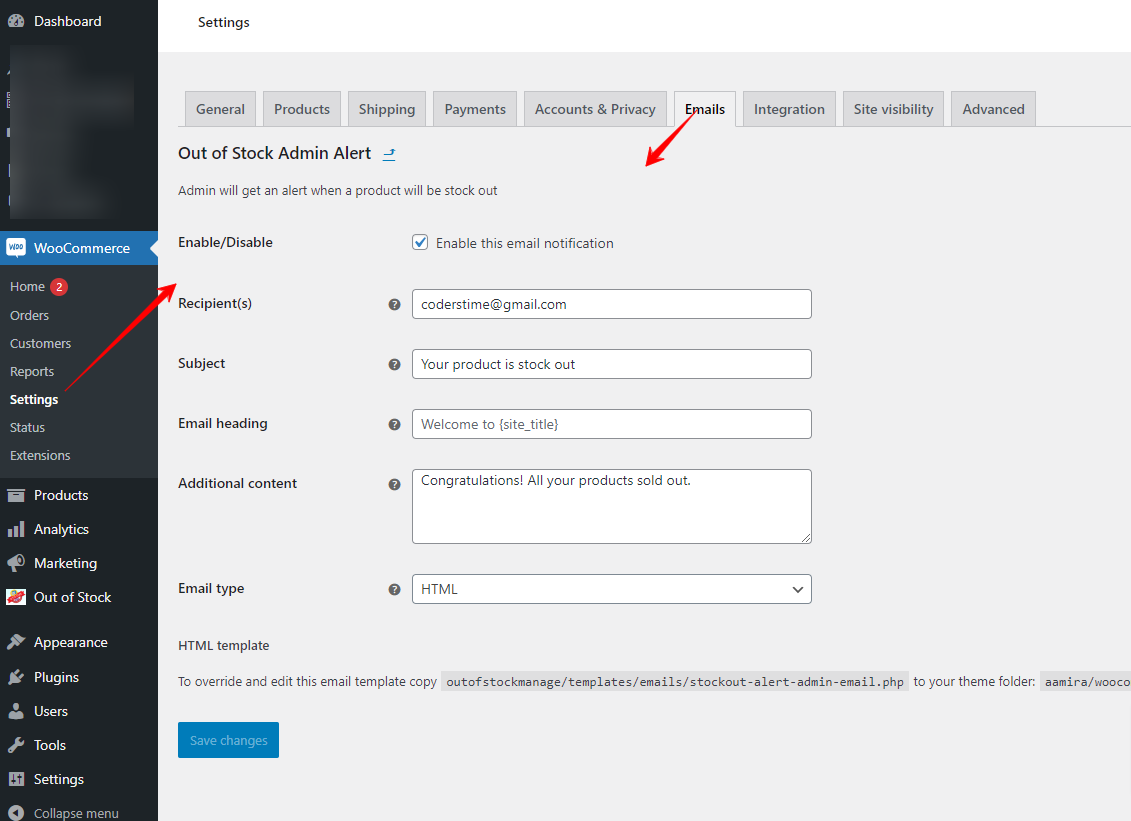 Dashboard
WooCommerce
Home 2
Orders
Customers
Reports
Settings
Status
Extensions
Products
Analytics
Marketing
Out of Stock
Appearance
Plugins
Users
Tools
Settings
Collapse menu
Settings
General Products Shipping Payments Accounts & Privacy Emails Integration Site visibility Advanced
Out of Stock Admin Alert
Admin will get an alert when a product will be stock out
Enable/Disable Enable this email notification
Recipient(s) ? coderstime@gmail.com
Subject ? Your product is stock out
Email heading ? Welcome to {site_title}
Additional content ? Congratulations! All your products sold out.
Email type ? HTML
HTML template
To override and edit this email template copy outofstockmanage/templates/emails/stockout-alert-admin-email.php to your theme folder: aamira/wooco
Save changes